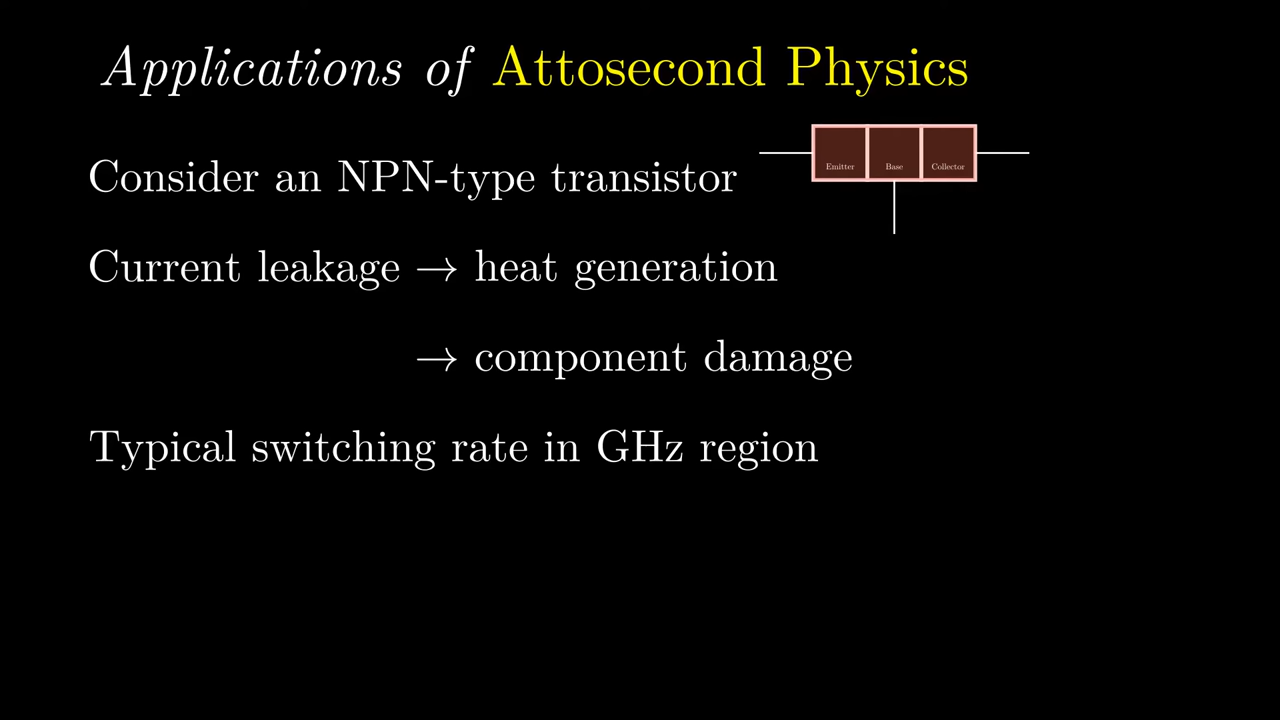 Applications of Attosecond Physics
Consider an NPN-type transistor
Emitter Base Collector
Current leakage → heat generation
→ component damage
Typical switching rate in GHz region